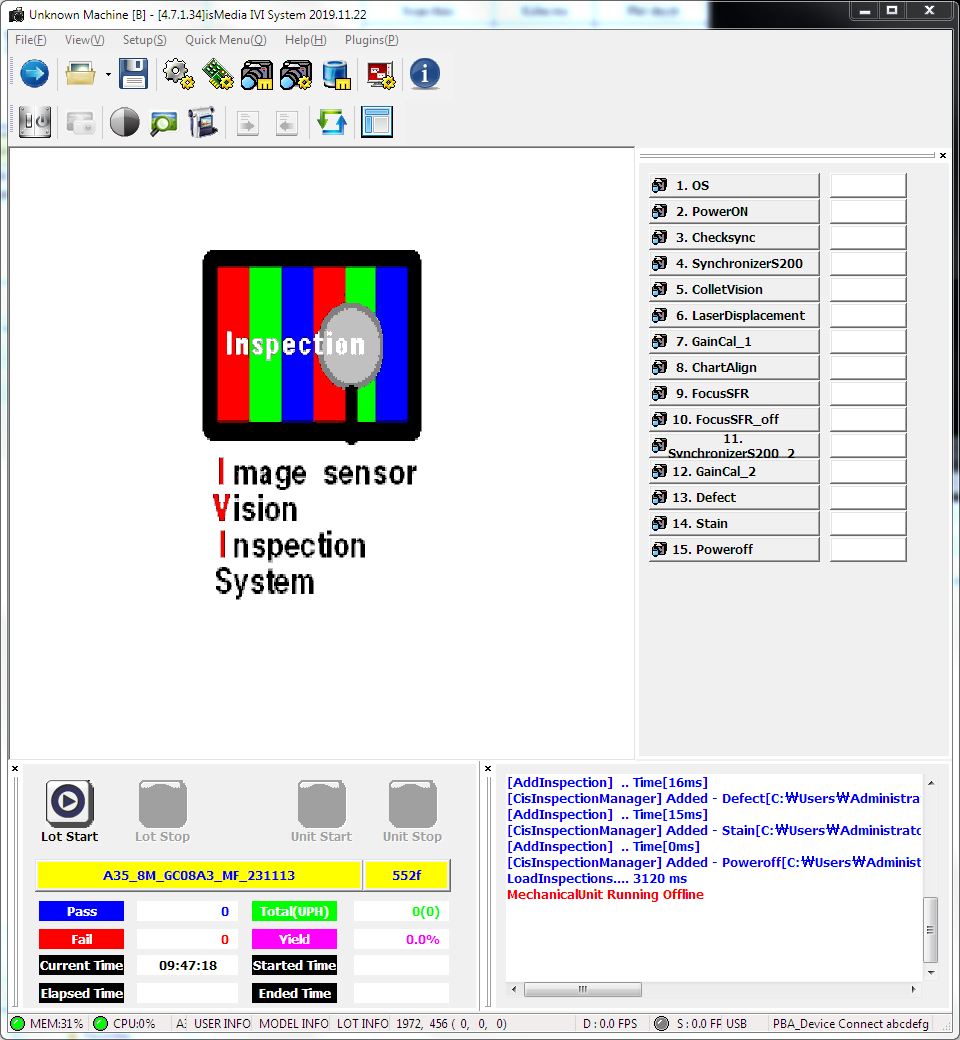 Unknown Machine [B] - [4.7.1.34]isMedia IVI System 2019.11.22
File(F) View(V) Setup(S) Quick Menu(Q) Help(H) Plugins(P)
Inspection
Image sensor
Vision
Inspection
System
1. OS
2. PowerON
3. Checksync
4. SynchronizerS200
5. ColletVision
6. LaserDisplacement
7. GainCal_1
8. ChartAlign
9. FocusSFR
10. FocusSFR_off
11.
SynchronizerS200_2
12. GainCal_2
13. Defect
14. Stain
15. Poweroff
Lot Start Lot Stop Unit Start Unit Stop
A35_8M_GC08A3_MF_231113 552f
Pass 0 Total(UPH) 0(0)
Fail 0 Yield 0.0%
Current Time 09:47:18 Started Time
Elapsed Time Ended Time
[AddInspection] .. Time[16ms]
[CisInspectionManager] Added - Defect[C:₩Users₩Administra
[AddInspection] .. Time[15ms]
[CisInspectionManager] Added - Stain[C:₩Users₩Administrato
[AddInspection] .. Time[0ms]
[CisInspectionManager] Added - Poweroff[C:₩Users₩Administ
LoadInspections.... 3120 ms
MechanicalUnit Running Offline
MEM:31% CPU:0% USER INFO MODEL INFO LOT INFO 1972, 456 ( 0, 0, 0) D : 0.0 FPS S : 0.0 FP USB PBA_Device Connect abcdefg